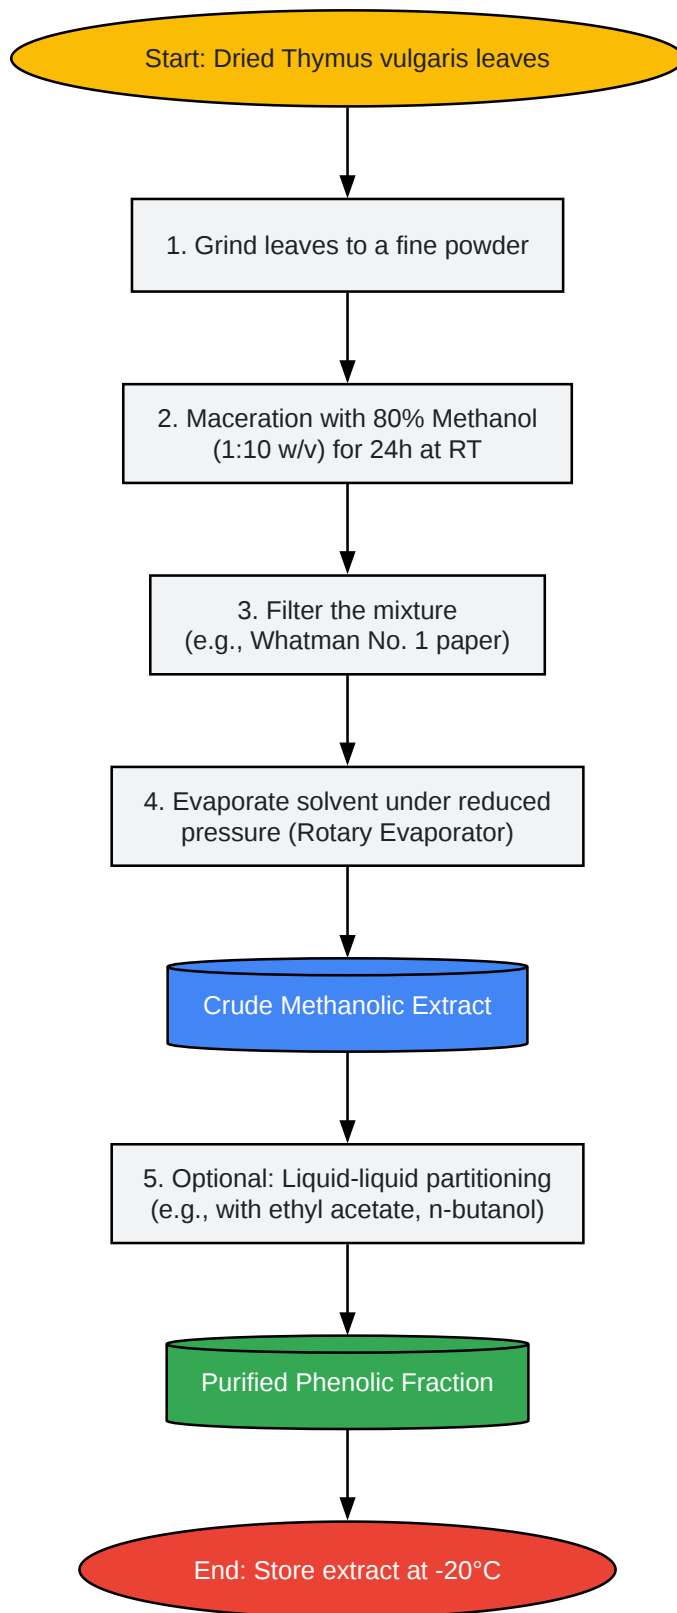 Start: Dried Thymus vulgaris leaves
1. Grind leaves to a fine powder
2. Maceration with 80% Methanol
(1:10 w/v) for 24h at RT
3. Filter the mixture
(e.g., Whatman No. 1 paper)
4. Evaporate solvent under reduced
pressure (Rotary Evaporator)
Crude Methanolic Extract
5. Optional: Liquid-liquid partitioning
(e.g., with ethyl acetate, n-butanol)
Purified Phenolic Fraction
End: Store extract at -20°C